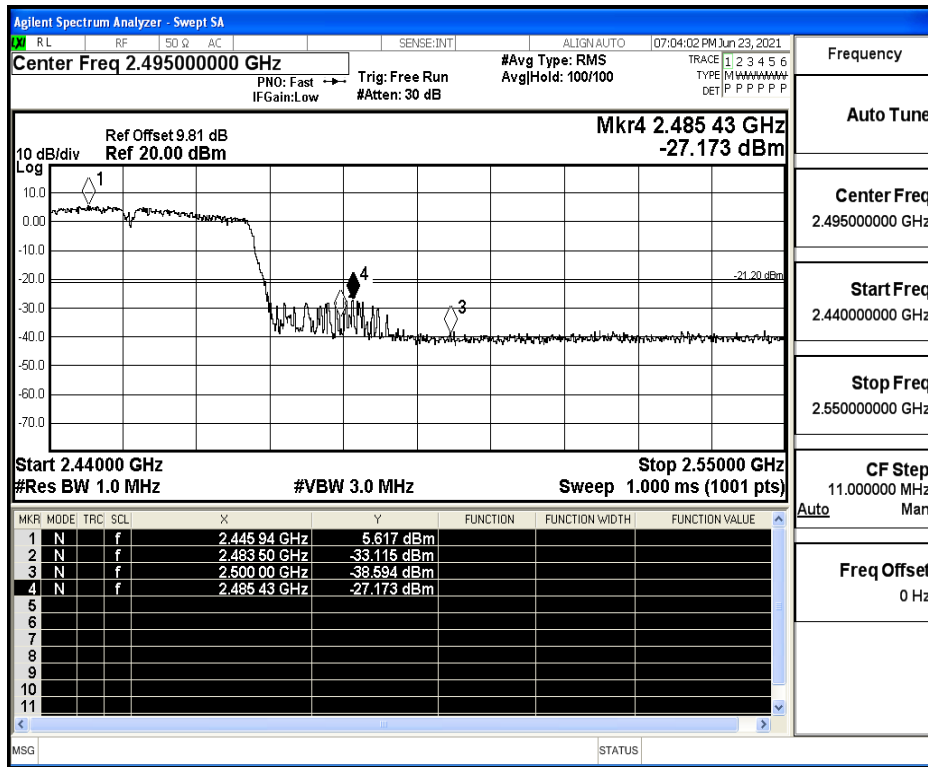 Agilent Spectrum Analyzer - Swept SA
LXI RL RF 50 Ω AC SENSE:INT ALIGN AUTO 07:04:02 PM Jun 23, 2021
Center Freq 2.495000000 GHz
#Avg Type: RMS
TRACE 1 2 3 4 5 6
PNO: Fast
Trig: Free Run
Avg|Hold: 100/100
TYPE M W W W W W
IFGain:Low
#Atten: 30 dB
DET P P P P P P
Mkr4 2.485 43 GHz
-27.173 dBm
Ref Offset 9.81 dB
10 dB/div Ref 20.00 dBm
Log
10.0
0.00
-10.0
-20.0
-30.0
-40.0
-50.0
-60.0
-70.0
1
4
3
-21.20 dBm
Start 2.44000 GHz Stop 2.55000 GHz
#Res BW 1.0 MHz #VBW 3.0 MHz Sweep 1.000 ms (1001 pts)
MKR MODE TRC SCL X Y FUNCTION FUNCTION WIDTH FUNCTION VALUE
1 N f 2.445 94 GHz 5.617 dBm
2 N f 2.483 50 GHz -33.115 dBm
3 N f 2.500 00 GHz -38.594 dBm
4 N f 2.485 43 GHz -27.173 dBm
5
6
7
8
9
10
11
MSG STATUS
Frequency
Auto Tune
Center Freq
2.495000000 GHz
Start Freq
2.440000000 GHz
Stop Freq
2.550000000 GHz
CF Step
11.000000 MHz
Auto Man
Freq Offset
0 Hz